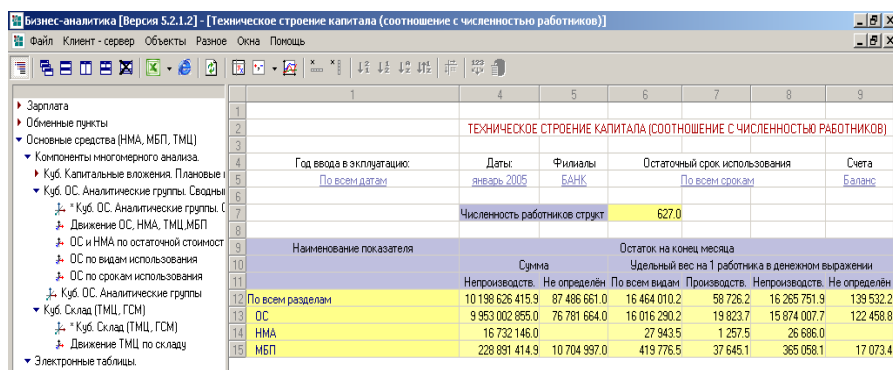 Бизнес-аналитика [Версия 5.2.1.2] - [Техническое строение капитала (соотношение с численностью работников)]
Файл Клиент-сервер Объекты Разное Окна Помощь
Зарплата
Обменные пункты
Основные средства (НМА, МБП, ТМЦ)
Компоненты многомерного анализа.
Куб. Капитальные вложения. Плановые
Куб. ОС. Аналитические группы. Сводны
* Куб. ОС. Аналитические группы. (
Движение ОС, НМА, ТМЦ,МБП
ОС и НМА по остаточной стоимост
ОС по видам использования
ОС по срокам использования
Куб. ОС. Аналитические группы
Куб. Склад (ТМЦ, ГСМ)
* Куб. Склад (ТМЦ, ГСМ)
Движение ТМЦ по складу
Электронные таблицы.
1 4 5 6 7 8 9
1
2 ТЕХНИЧЕСКОЕ СТРОЕНИЕ КАПИТАЛА (СООТНОШЕНИЕ С ЧИСЛЕННОСТЬЮ РАБОТНИКОВ)
3
4 Год ввода в эксплуатацию: Даты: Филиалы Остаточный срок использования Счета
5 По всем датам январь 2005 БАНК По всем срокам Баланс
6
7 Численность работников структ 627.0
8
9 Наименование показателя Остаток на конец месяца
10 Сумма Удельный вес на 1 работника в денежном выражении
11 Непроизводств. Не определён По всем видам Производств. Непроизводств. Не определён
12 По всем разделам 10 198 626 415.9 87 486 661.0 16 464 010.2 58 726.2 16 265 751.9 139 532.2
13 ОС 9 953 002 855.0 76 781 664.0 16 016 290.2 19 823.7 15 874 007.7 122 458.8
14 НМА 16 732 146.0 27 943.5 1 257.5 26 686.0
15 МБП 228 891 414.9 10 704 997.0 419 776.5 37 645.1 365 058.1 17 073.4